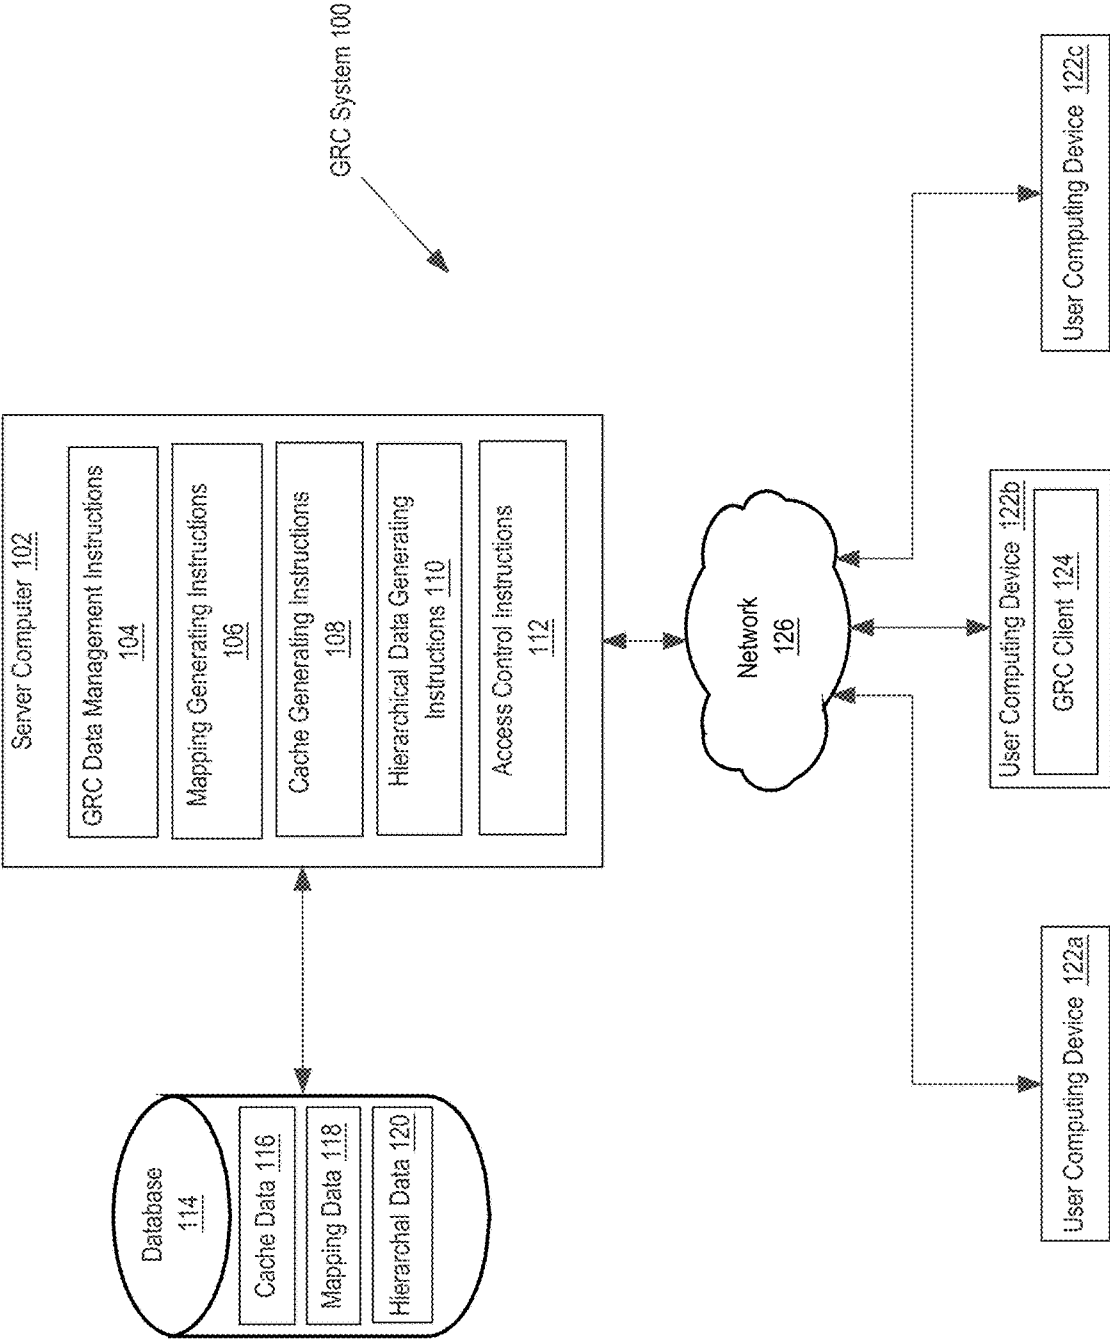 GRC System 100
Server Computer 102
GRC Data Management Instructions
104
Mapping Generating Instructions
106
Cache Generating Instructions
108
Hierarchical Data Generating
Instructions 110
Access Control Instructions
112
Database
114
Cache Data 116
Mapping Data 118
Hierarchal Data 120
Network
126
User Computing Device 122a
User Computing Device 122b
GRC Client 124
User Computing Device 122c